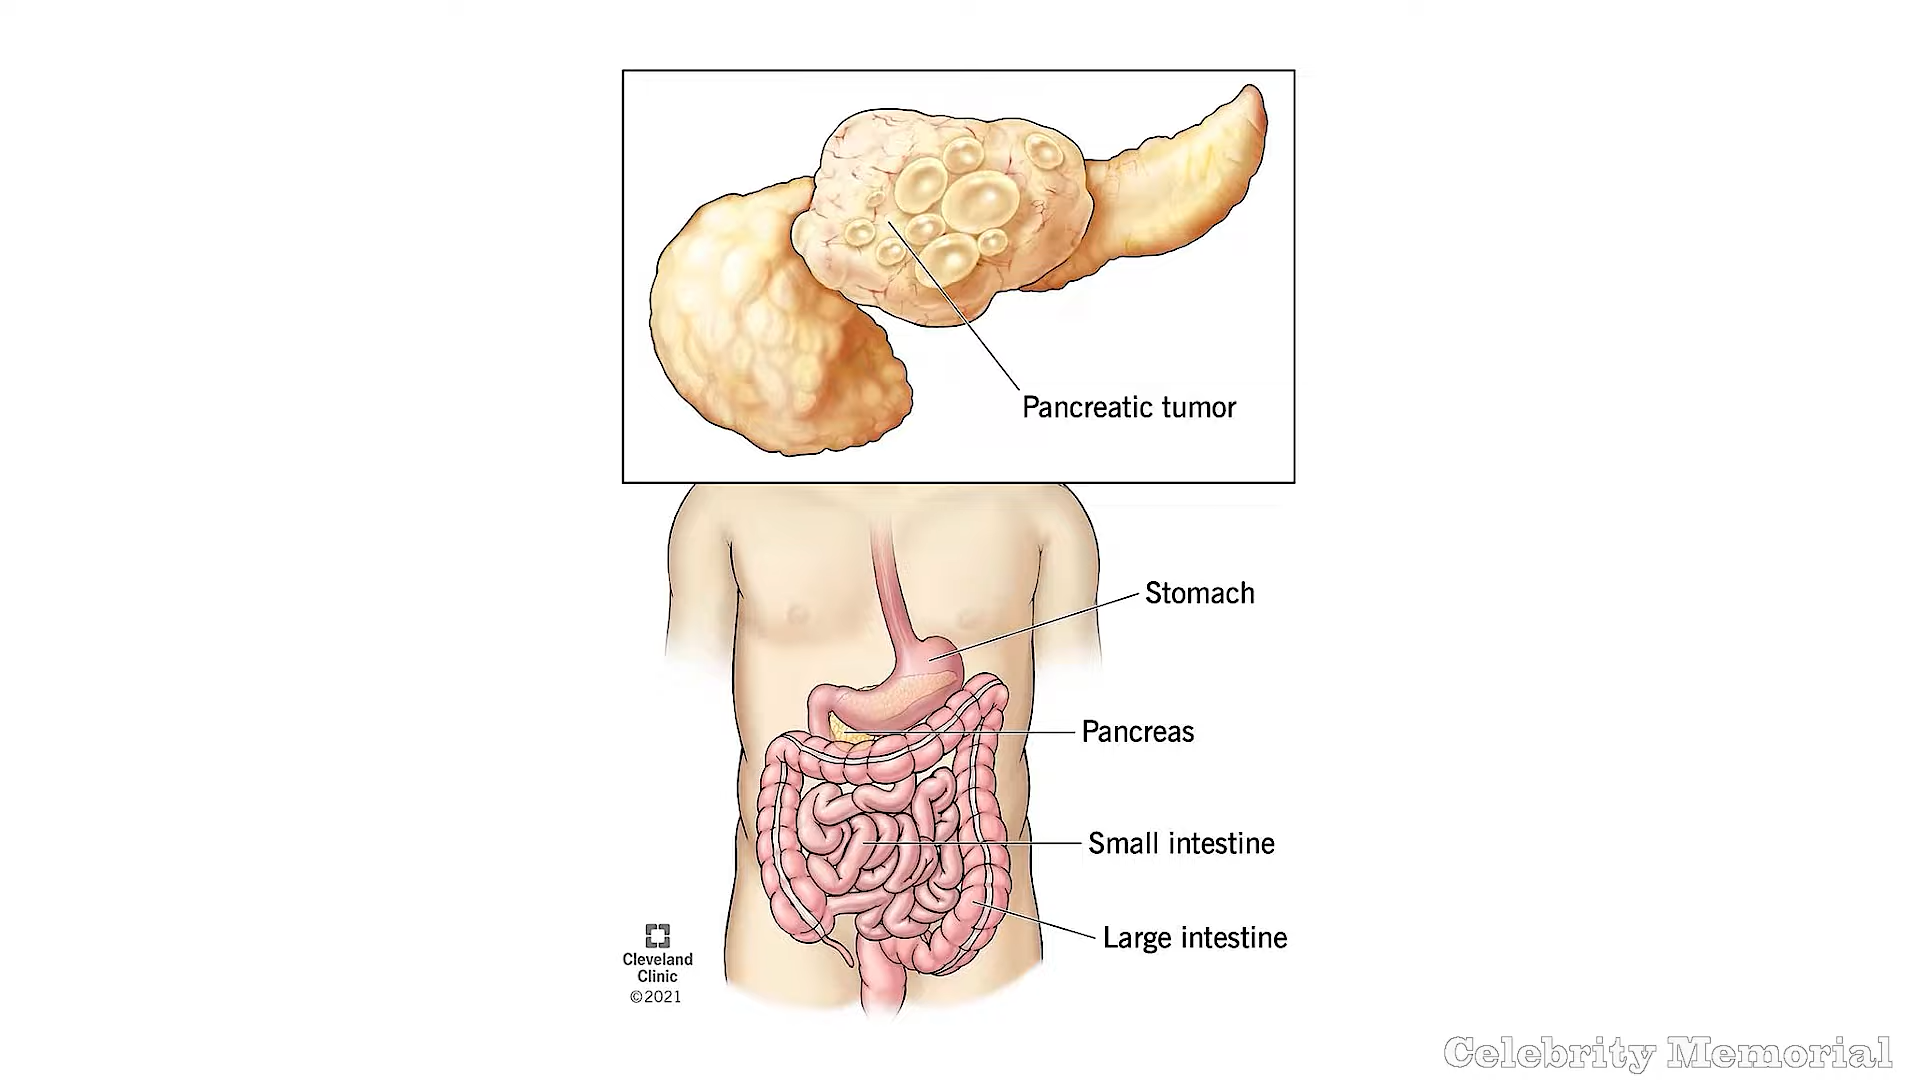 Pancreatic tumor
Stomach
Pancreas
Small intestine
Large intestine
Cleveland
Clinic
©2021
Celebrity Memorial